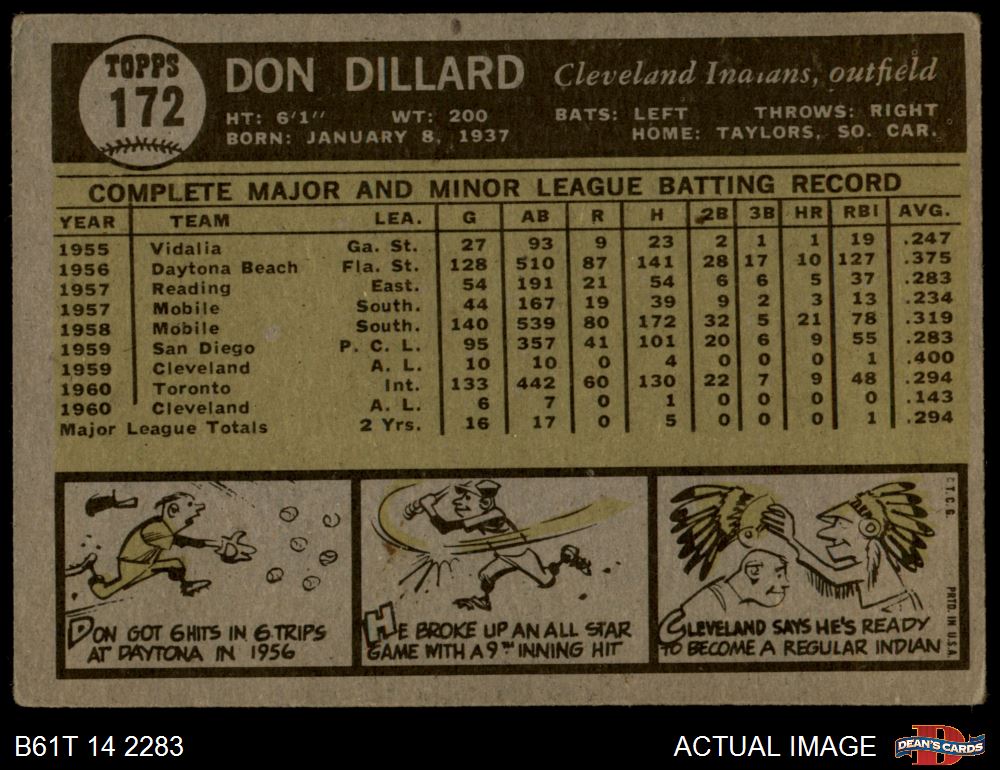 TOPPS
172
DON DILLARD Cleveland Indians, outfield
HT: 6'1" WT: 200 BATS: LEFT THROWS: RIGHT
BORN: JANUARY 8, 1937 HOME: TAYLORS, SO. CAR.
COMPLETE MAJOR AND MINOR LEAGUE BATTING RECORD
YEAR TEAM LEA. G AB R H 2B 3B HR RBI AVG.
1955 Vidalia Ga. St. 27 93 9 23 2 1 1 19 .247
1956 Daytona Beach Fla. St. 128 510 87 141 28 17 10 127 .375
1957 Reading East. 54 191 21 54 6 6 5 37 .283
1957 Mobile South. 44 167 19 39 9 2 3 13 .234
1958 Mobile South. 140 539 80 172 32 5 21 78 .319
1959 San Diego P. C. L. 95 357 41 101 20 6 9 55 .283
1959 Cleveland A. L. 10 10 0 4 0 0 0 1 .400
1960 Toronto Int. 133 442 60 130 22 7 9 48 .294
1960 Cleveland A. L. 6 7 0 1 0 0 0 0 .143
Major League Totals 2 Yrs. 16 17 0 5 0 0 0 1 .294
DON GOT 6 HITS IN 6 TRIPS
AT DAYTONA IN 1956
HE BROKE UP AN ALL STAR
GAME WITH A 9TH INNING HIT
CLEVELAND SAYS HE'S READY
TO BECOME A REGULAR INDIAN
©T.C.G.
PRTD. IN U.S.A.
B61T 14 2283
ACTUAL IMAGE
D
DEAN'S CARDS